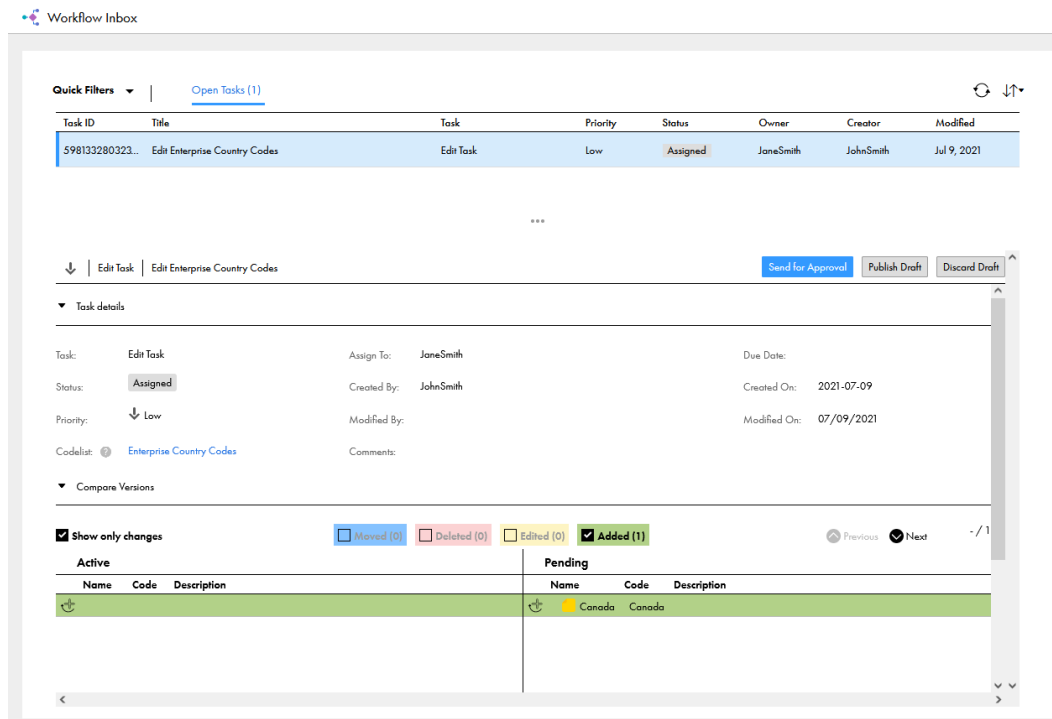 Workflow Inbox
Quick Filters Open Tasks (1)
Task ID Title Task Priority Status Owner Creator Modified
598133280323... Edit Enterprise Country Codes Edit Task Low Assigned JaneSmith JohnSmith Jul 9, 2021
Edit Task Edit Enterprise Country Codes Send for Approval Publish Draft Discard Draft
Task details
Task: Edit Task Assign To: JaneSmith Due Date:
Status: Assigned Created By: JohnSmith Created On: 2021-07-09
Priority: Low Modified By: Modified On: 07/09/2021
Codelist: Enterprise Country Codes Comments:
Compare Versions
Show only changes Moved (0) Deleted (0) Edited (0) Added (1) Previous Next - / 1
Active Pending
Name Code Description Name Code Description
Canada Canada